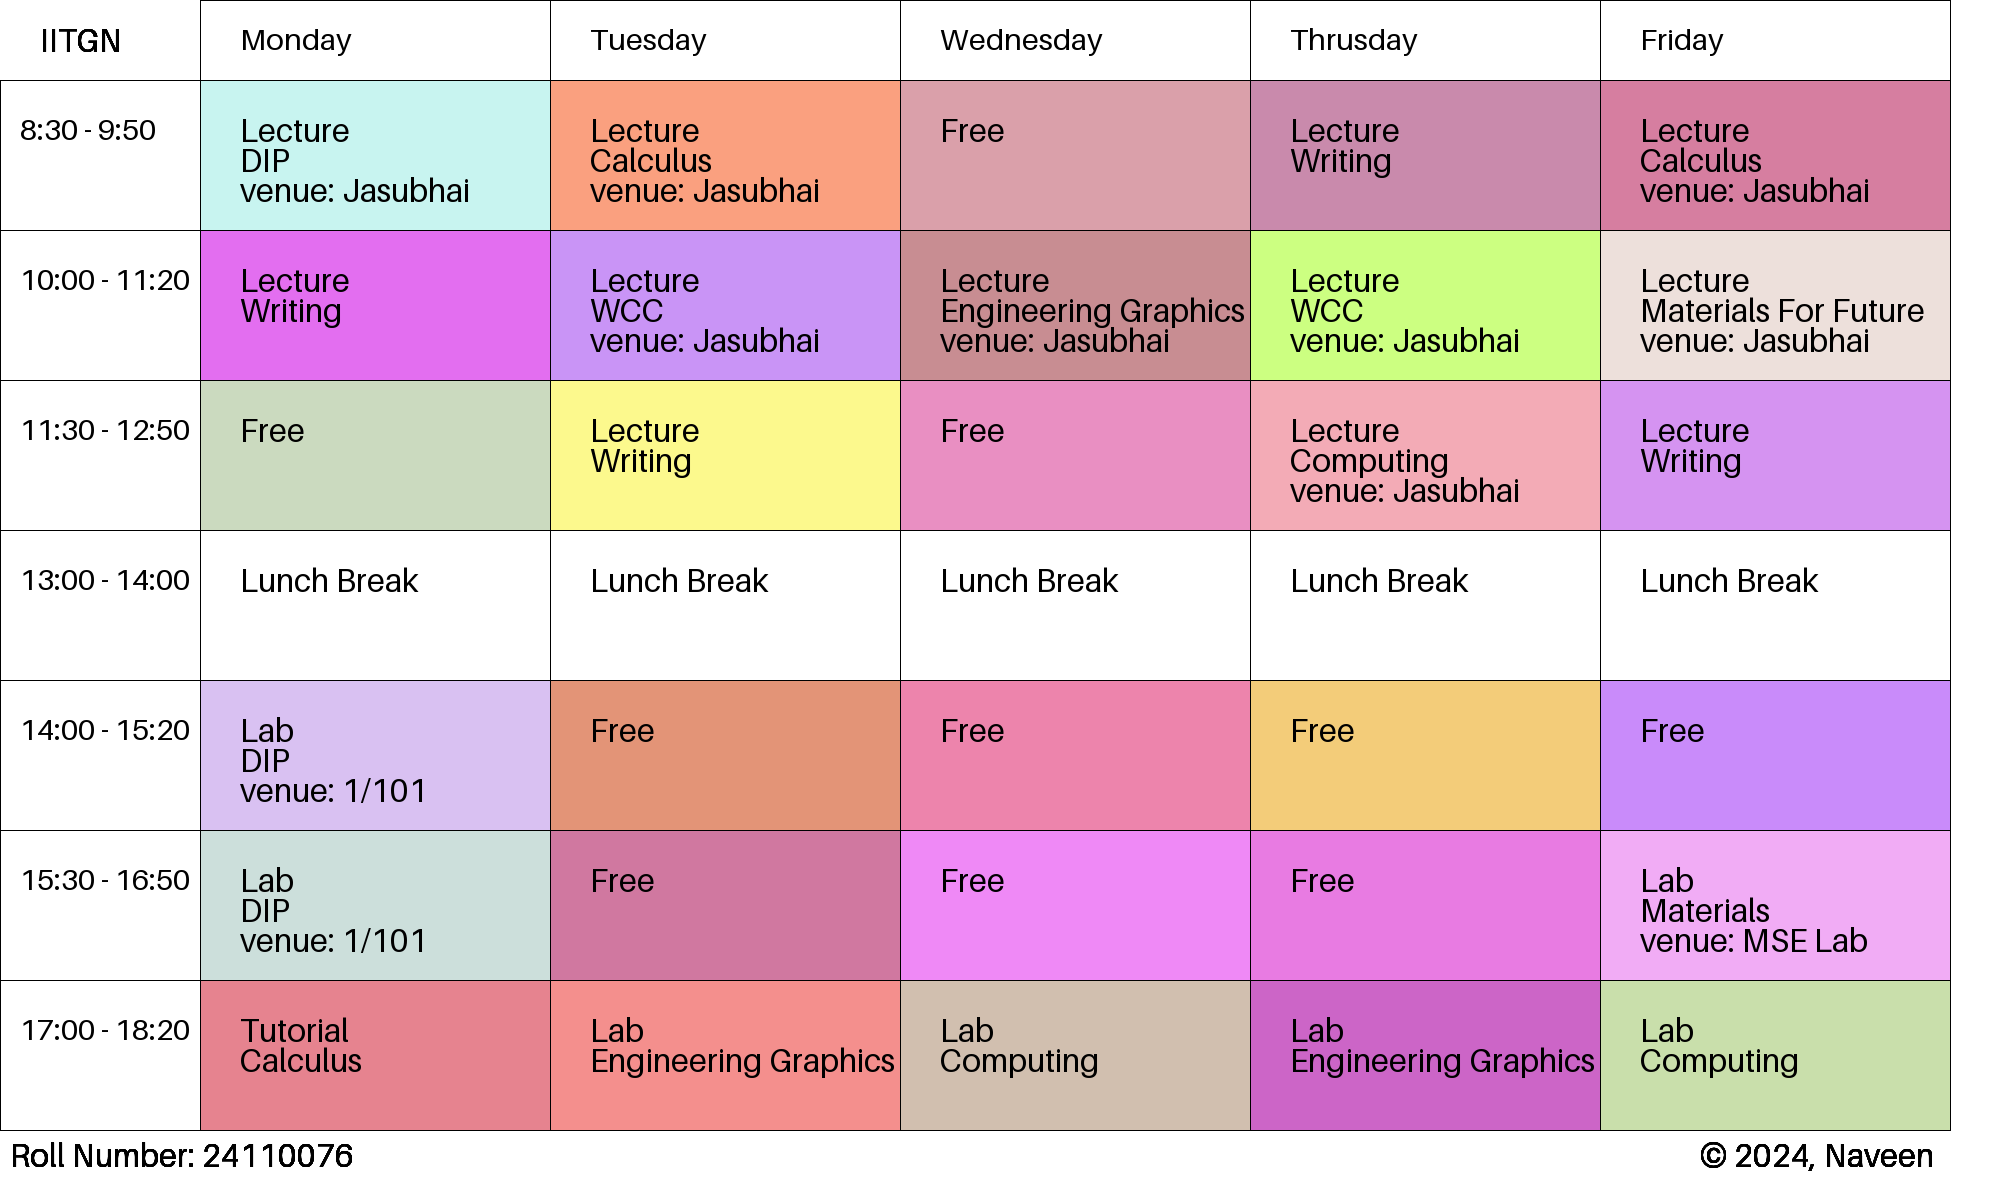 IITGN
Monday
Tuesday
Wednesday
Thrusday
Friday
8:30 - 9:50
Lecture
DIP
venue: Jasubhai
Lecture
Calculus
venue: Jasubhai
Free
Lecture
Writing
Lecture
Calculus
venue: Jasubhai
10:00 - 11:20
Lecture
Writing
Lecture
WCC
venue: Jasubhai
Lecture
Engineering Graphics
venue: Jasubhai
Lecture
WCC
venue: Jasubhai
Lecture
Materials For Future
venue: Jasubhai
11:30 - 12:50
Free
Lecture
Writing
Free
Lecture
Computing
venue: Jasubhai
Lecture
Writing
13:00 - 14:00
Lunch Break
Lunch Break
Lunch Break
Lunch Break
Lunch Break
14:00 - 15:20
Lab
DIP
venue: 1/101
Free
Free
Free
Free
15:30 - 16:50
Lab
DIP
venue: 1/101
Free
Free
Free
Lab
Materials
venue: MSE Lab
17:00 - 18:20
Tutorial
Calculus
Lab
Engineering Graphics
Lab
Computing
Lab
Engineering Graphics
Lab
Computing
Roll Number: 24110076
© 2024, Naveen